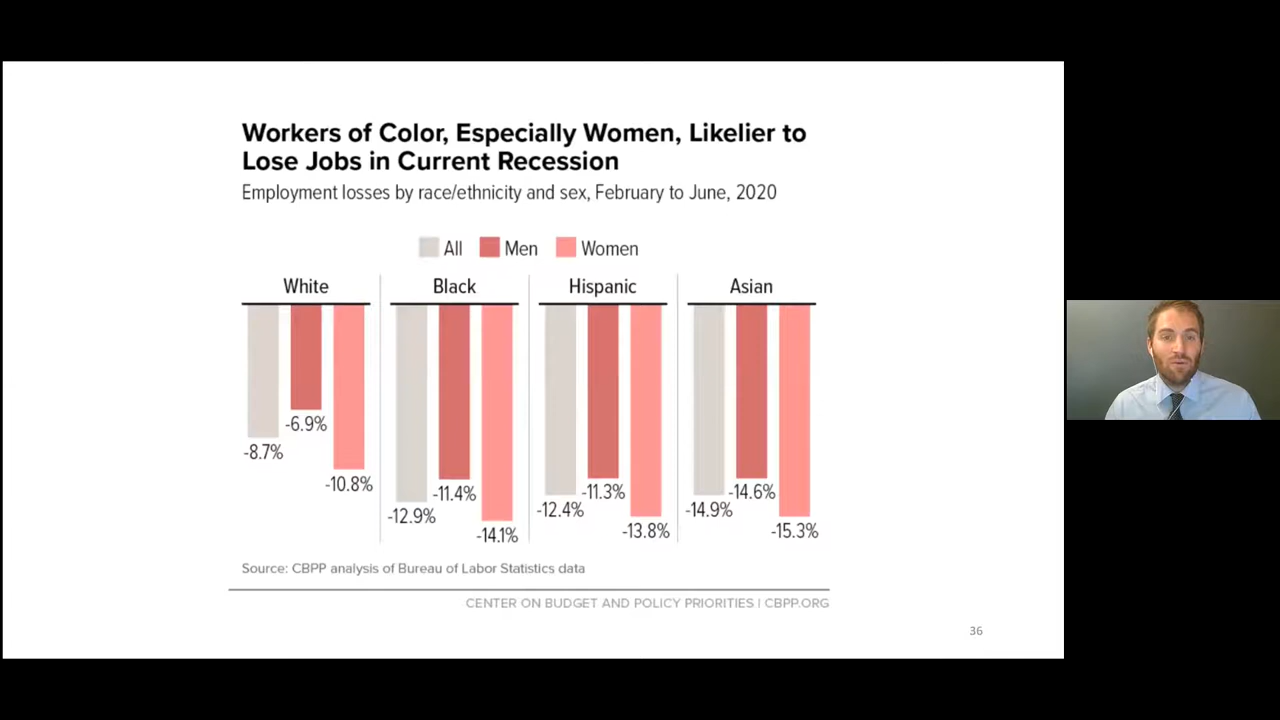 Workers of Color, Especially Women, Likelier to
Lose Jobs in Current Recession
Employment losses by race/ethnicity and sex, February to June, 2020
All Men Women
White Black Hispanic Asian
-8.7% -6.9% -10.8% -12.9% -11.4% -14.1% -12.4% -11.3% -13.8% -14.9% -14.6% -15.3%
Source: CBPP analysis of Bureau of Labor Statistics data
CENTER ON BUDGET AND POLICY PRIORITIES | CBPP.ORG
36